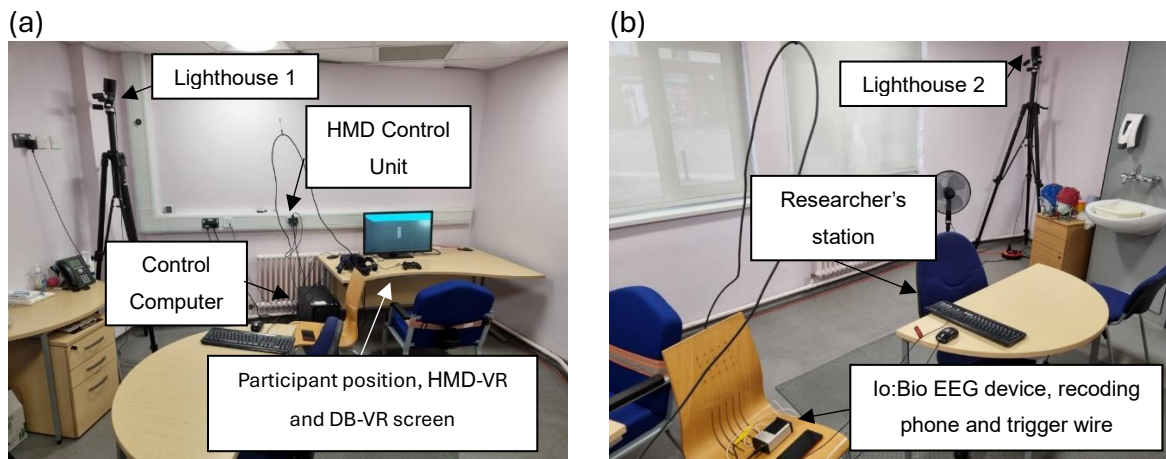 (a)
Lighthouse 1
HMD Control
Unit
Control
Computer
Participant position, HMD-VR
and DB-VR screen
(b)
Lighthouse 2
Researcher's
station
Io:Bio EEG device, recoding
phone and trigger wire